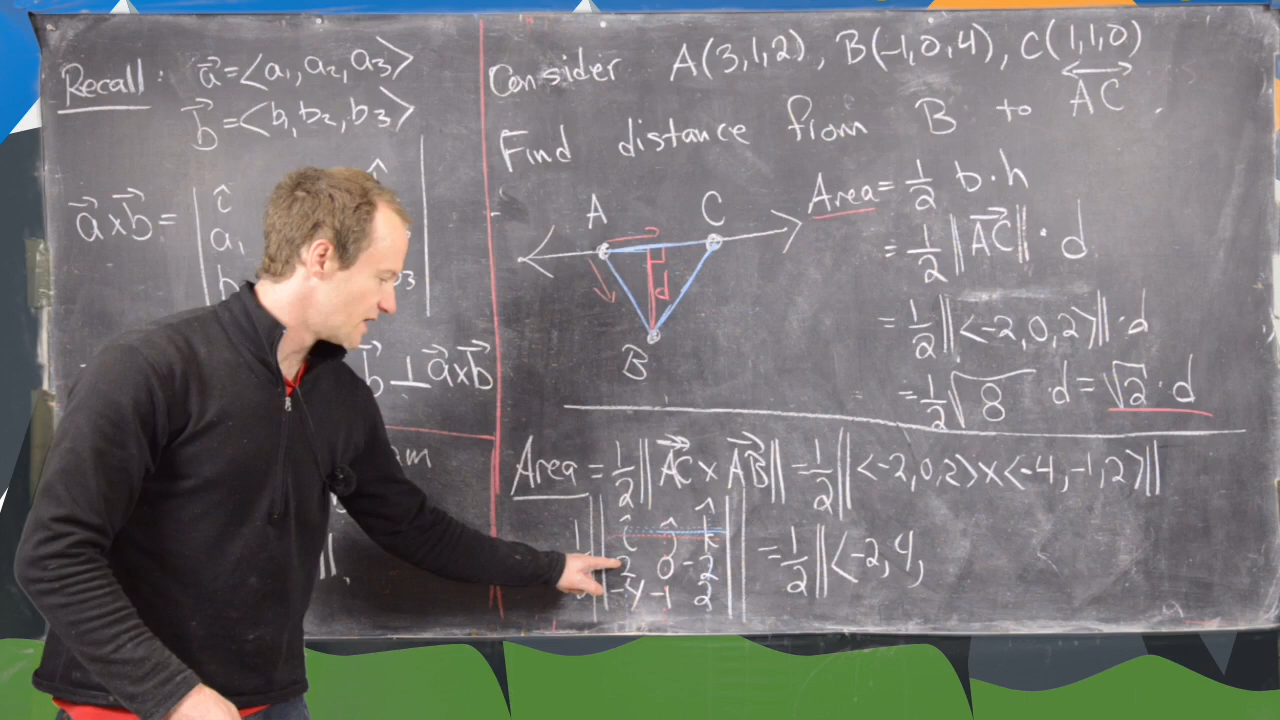 Recall: a⃗ = <a₁, a₂, a₃>
b⃗ = <b₁, b₂, b₃>
a⃗ x b⃗ = | î
a₁
b⃗ ⊥ a⃗ x b⃗
Consider A(3,1,2), B(-1,0,4), C(1,1,0)
Find distance from B to AC.
A C
d
B
Area = 1/2 b·h
= 1/2 ||AC|| · d
= 1/2 ||<-2,0,2>|| · d
= 1/2 √8 · d = √2 · d
Area = 1/2 || AC x AB || = 1/2 ||<-2,0,2> x <-4,-1,2>||
î ĵ k̂
2 0 -2
-4 -1 2
= 1/2 ||<-2, 4,